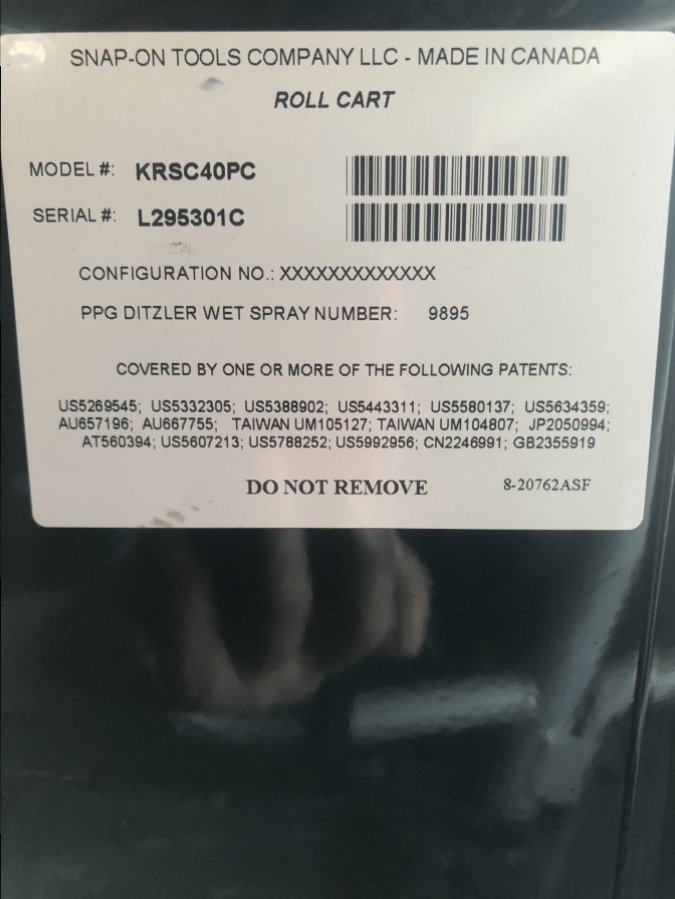 SNAP-ON TOOLS COMPANY LLC - MADE IN CANADA
ROLL CART
MODEL #: KRSC40PC
SERIAL #: L295301C
CONFIGURATION NO.: XXXXXXXXXXXXX
PPG DITZLER WET SPRAY NUMBER: 9895
COVERED BY ONE OR MORE OF THE FOLLOWING PATENTS:
US5269545; US5332305; US5388902; US5443311; US5580137; US5634359;
AU657196; AU667755; TAIWAN UM105127; TAIWAN UM104807; JP2050994;
AT560394; US5607213; US5788252; US5992956; CN2246991; GB2355919
DO NOT REMOVE 8-20762ASF